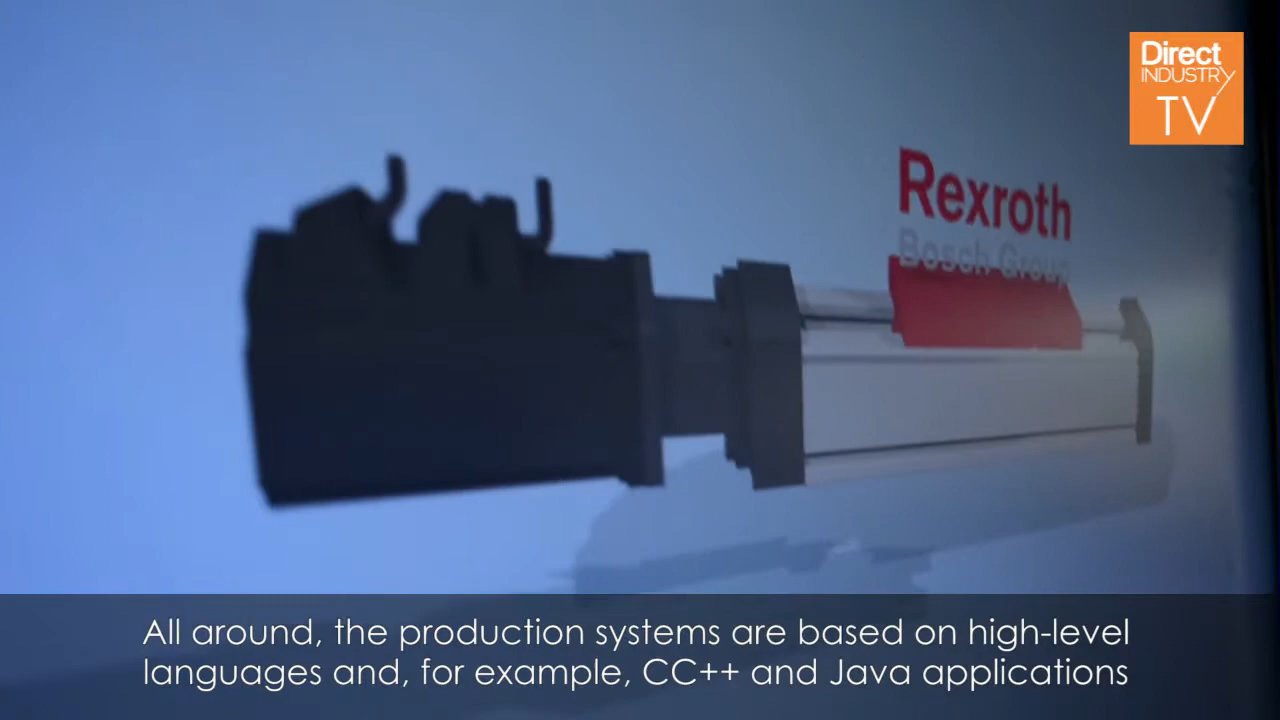 Direct
INDUSTRY
TV
Rexroth
Bosch Group
All around, the production systems are based on high-level
languages and, for example, CC++ and Java applications